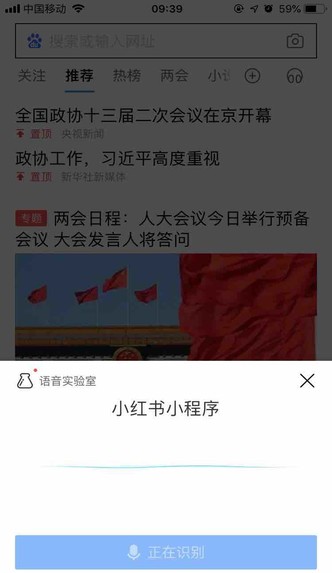 中国移动
09:39
59%
搜索或输入网址
关注 推荐 热榜 两会 小说
全国政协十三届二次会议在京开幕
置顶 央视新闻
政协工作，习近平高度重视
置顶 新华社新媒体
专题 两会日程：人大会议今日举行预备
会议 大会发言人将答问
语音实验室
小红书小程序
正在识别